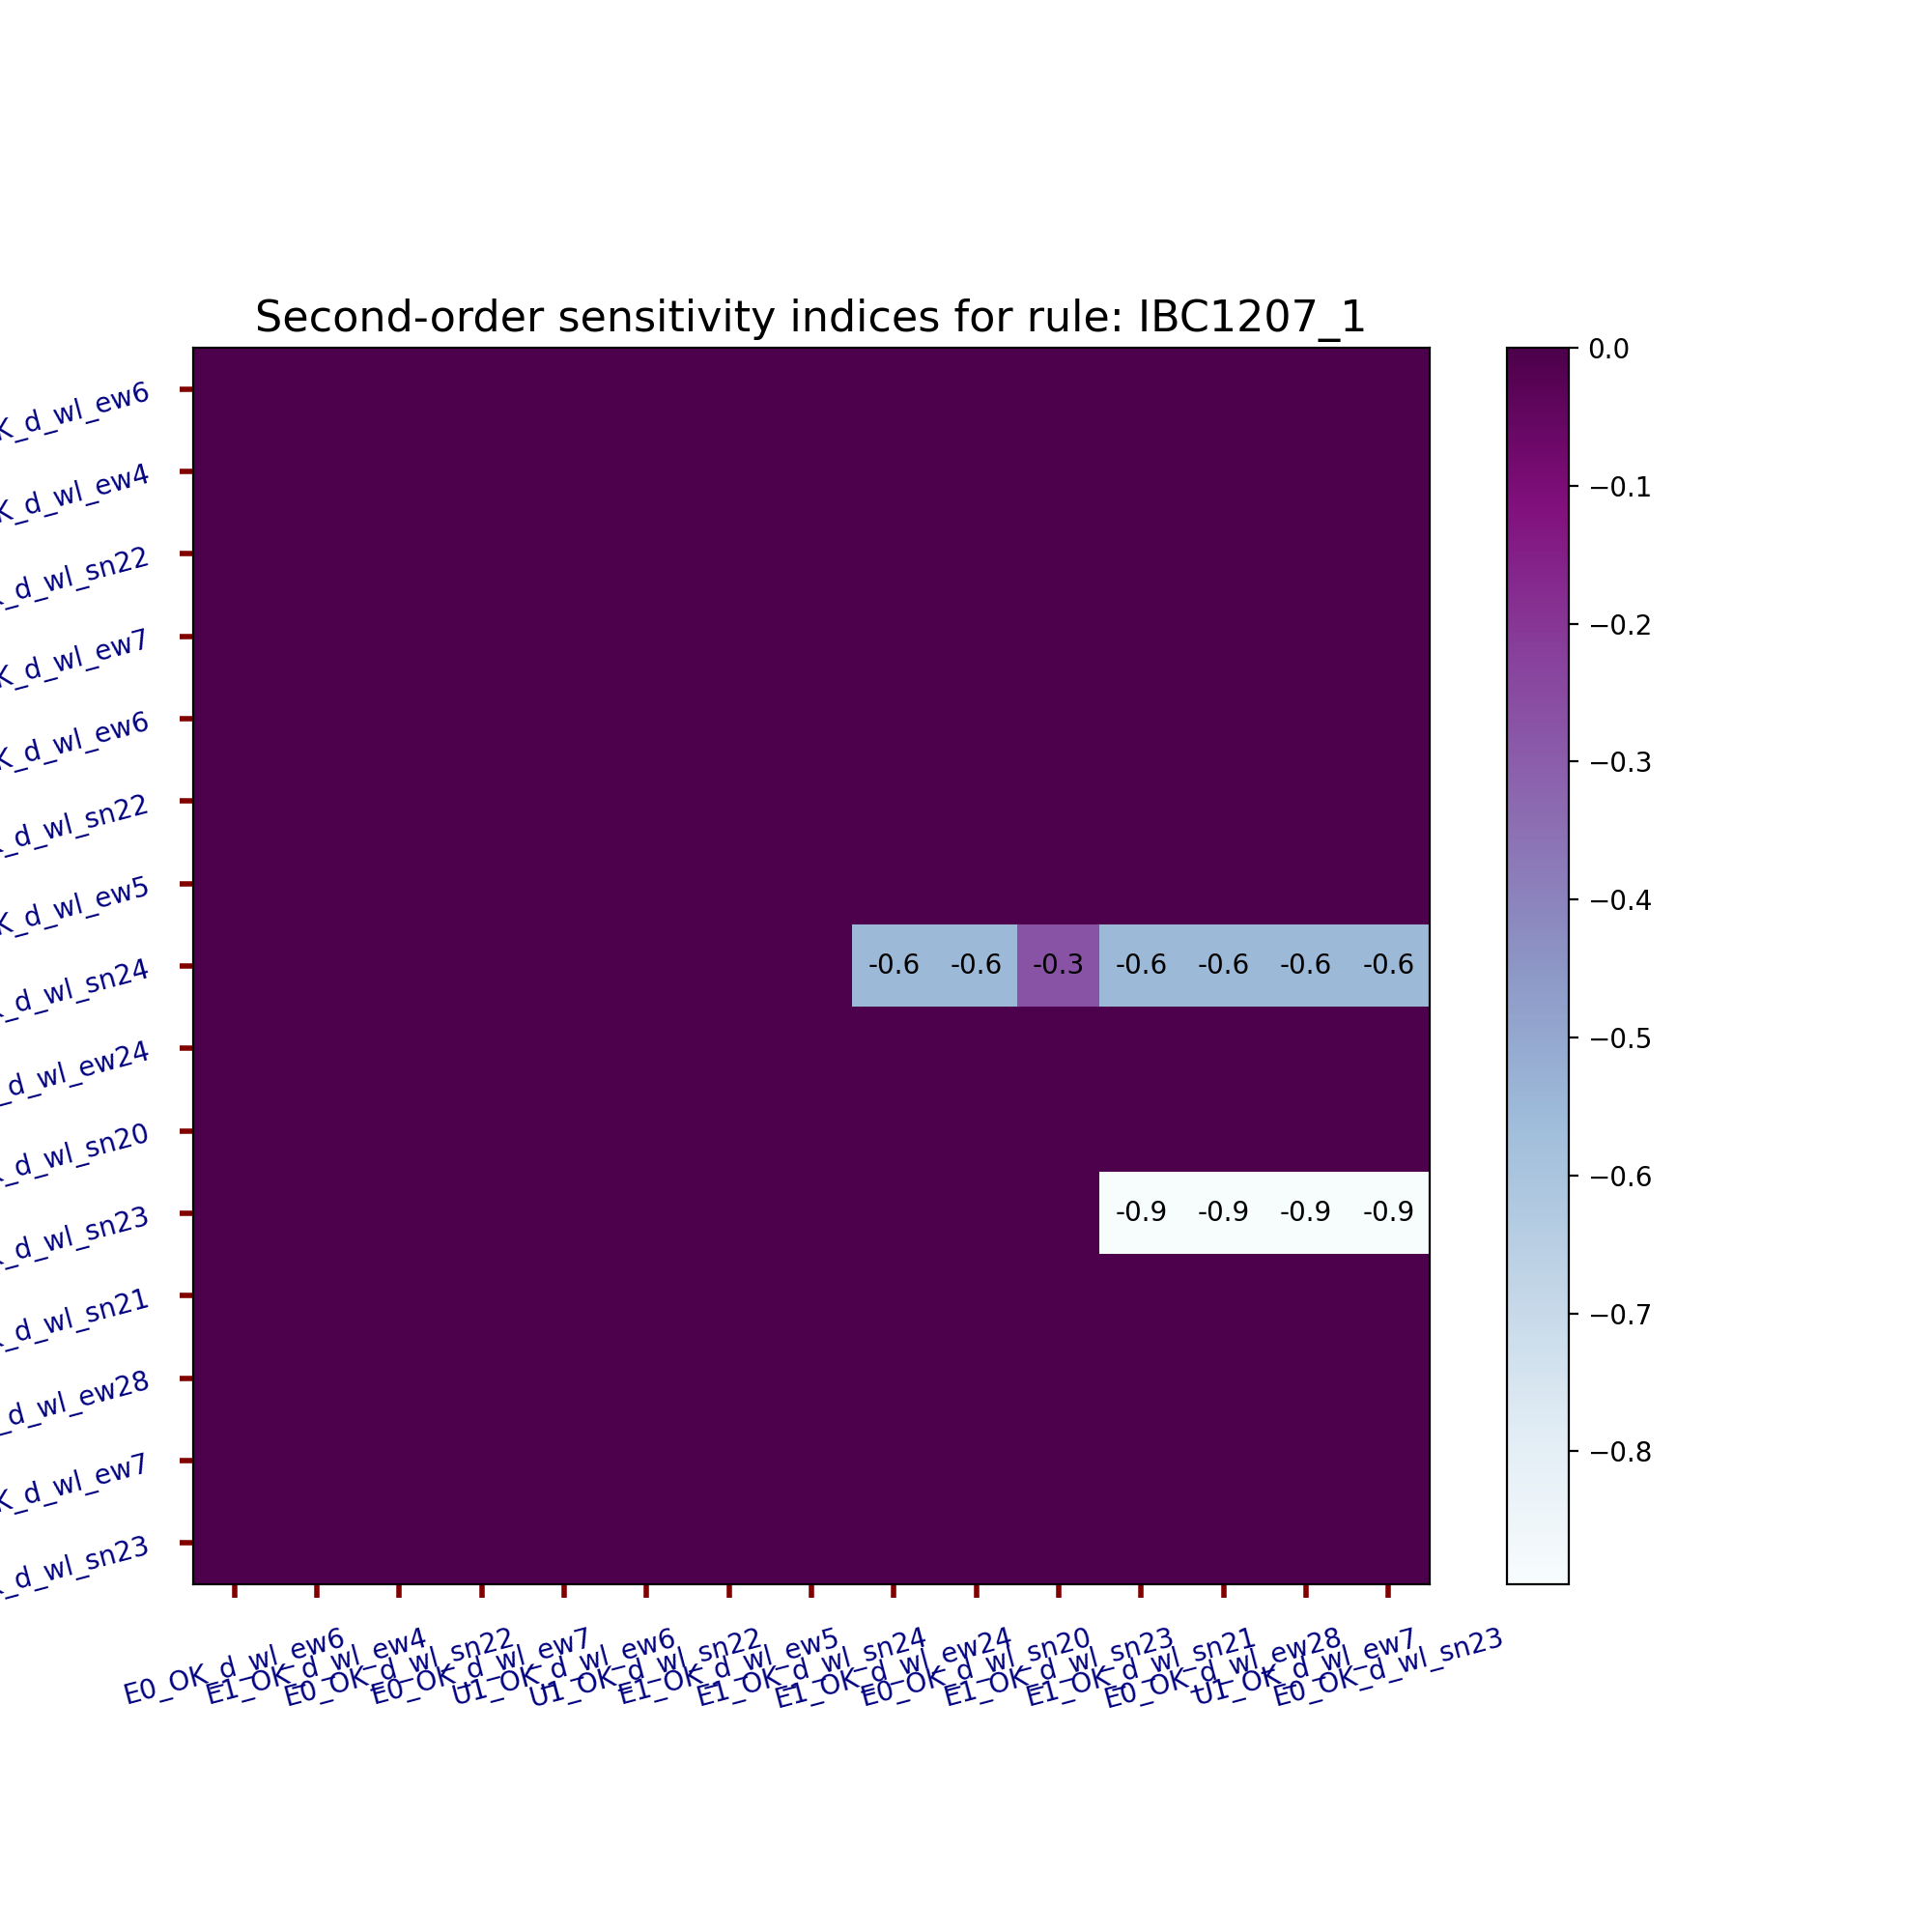 Second-order sensitivity indices for rule: IBC1207_1
K_d_wl_ew6
K_d_wl_ew4
_d_wl_sn22
K_d_wl_ew7
K_d_wl_ew6
_d_wl_sn22
K_d_wl_ew5
_d_wl_sn24
_d_wl_ew24
_d_wl_sn20
_d_wl_sn23
_d_wl_sn21
_d_wl_ew28
K_d_wl_ew7
_d_wl_sn23
-0.6 -0.6 -0.3 -0.6 -0.6 -0.6 -0.6
-0.9 -0.9 -0.9 -0.9
E0_OK_d_wl_ew6
E1_OK_d_wl_ew4
E0_OK_d_wl_sn22
E0_OK_d_wl_ew7
U1_OK_d_wl_ew6
U1_OK_d_wl_sn22
E1_OK_d_wl_ew5
E1_OK_d_wl_sn24
E1_OK_d_wl_ew24
E0_OK_d_wl_sn20
E1_OK_d_wl_sn23
E1_OK_d_wl_sn21
E0_OK_d_wl_ew28
U1_OK_d_wl_ew7
E0_OK_d_wl_sn23
0.0
−0.1
−0.2
−0.3
−0.4
−0.5
−0.6
−0.7
−0.8